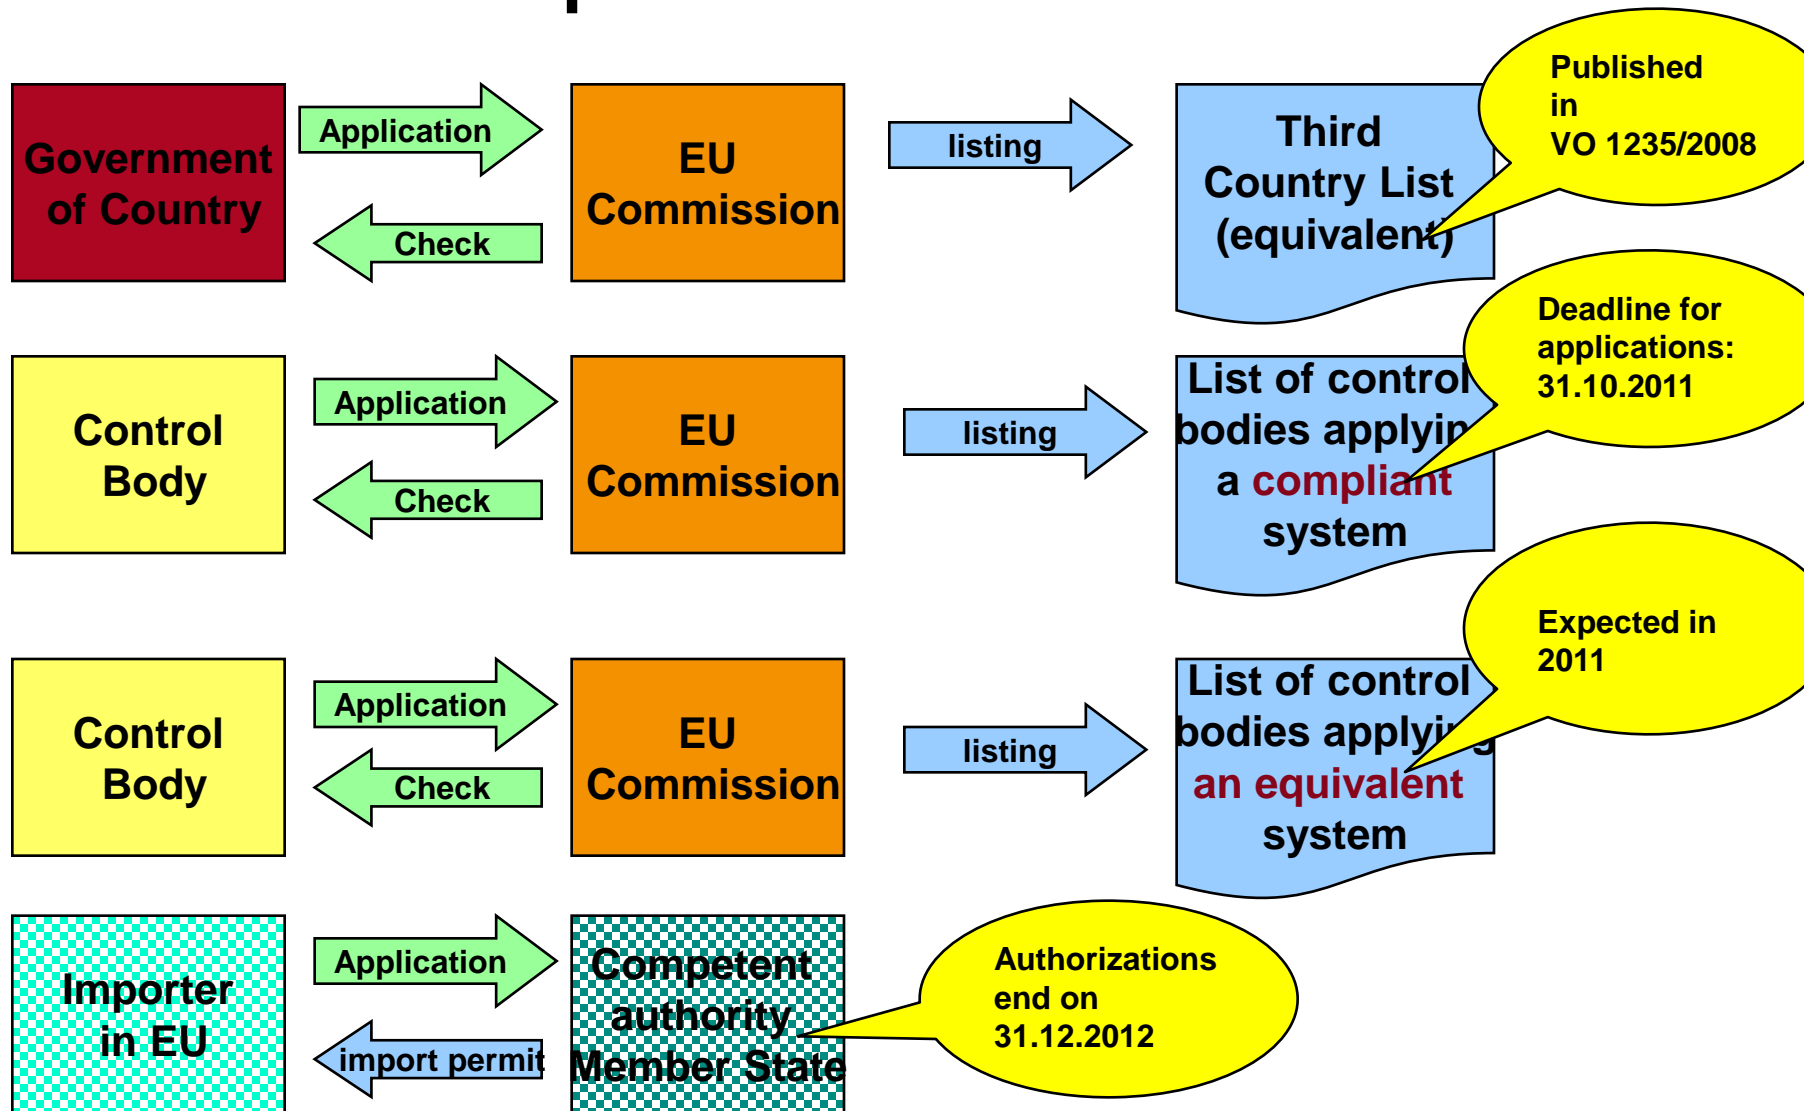 Government
of Country
Application
Check
EU
Commission
listing
Third
Country List
(equivalent)
Published
in
VO 1235/2008
Control
Body
Application
Check
EU
Commission
listing
List of control
bodies applying
a compliant
system
Deadline for
applications:
31.10.2011
Control
Body
Application
Check
EU
Commission
listing
List of control
bodies applying
an equivalent
system
Expected in
2011
Importer
in EU
Application
import permit
Competent
authority
Member State
Authorizations
end on
31.12.2012